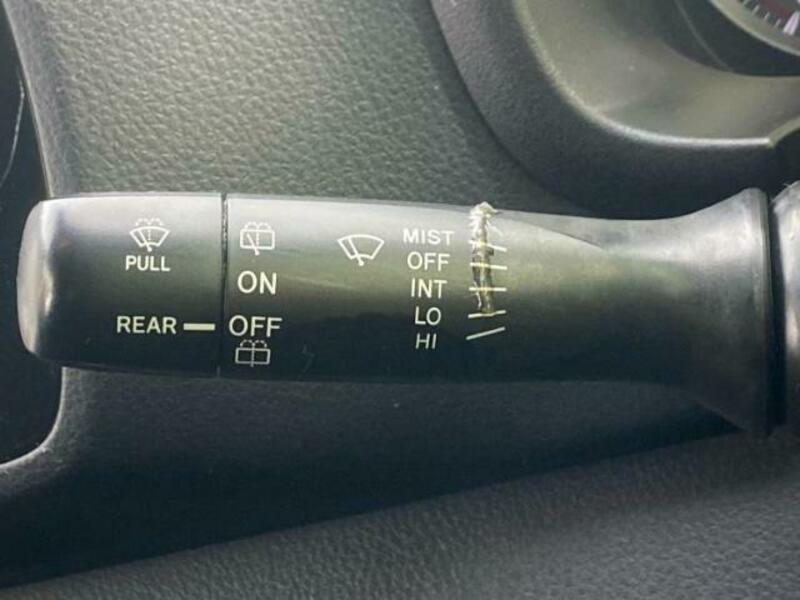 PULL
REAR
ON
OFF
MIST
OFF
INT
LO
HI